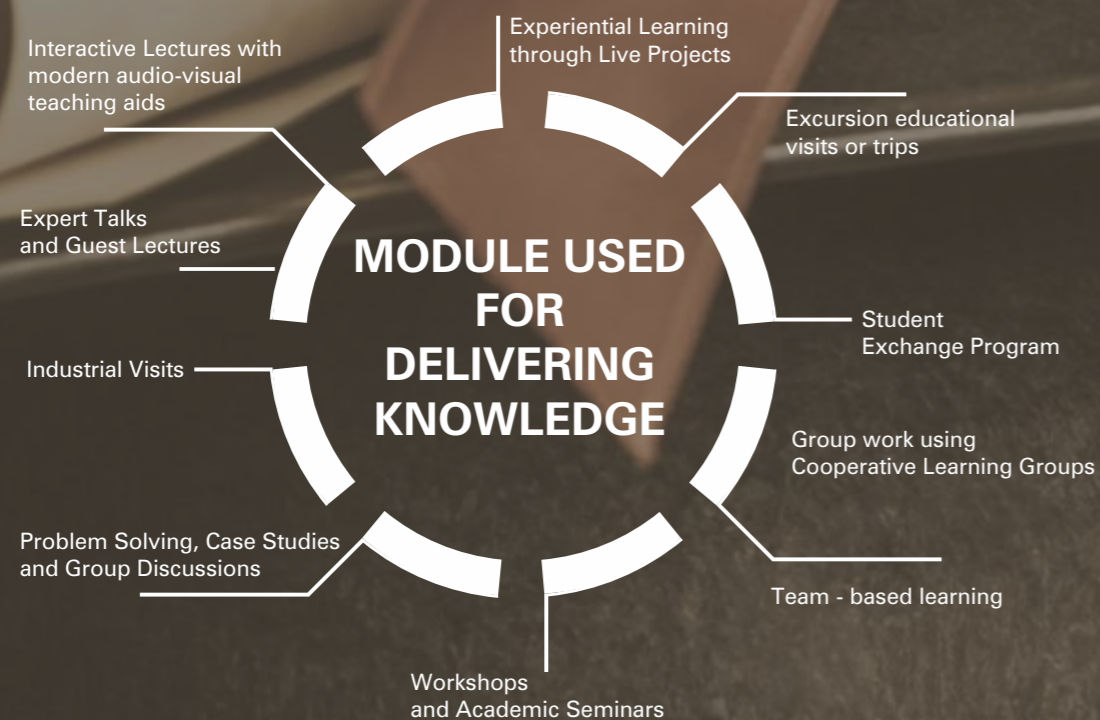 Experiential Learning
through Live Projects
Interactive Lectures with
modern audio-visual
teaching aids
Excursion educational
visits or trips
Expert Talks
and Guest Lectures
MODULE USED
FOR
DELIVERING
KNOWLEDGE
Student
Exchange Program
Industrial Visits
Group work using
Cooperative Learning Groups
Problem Solving, Case Studies
and Group Discussions
Team - based learning
Workshops
and Academic Seminars